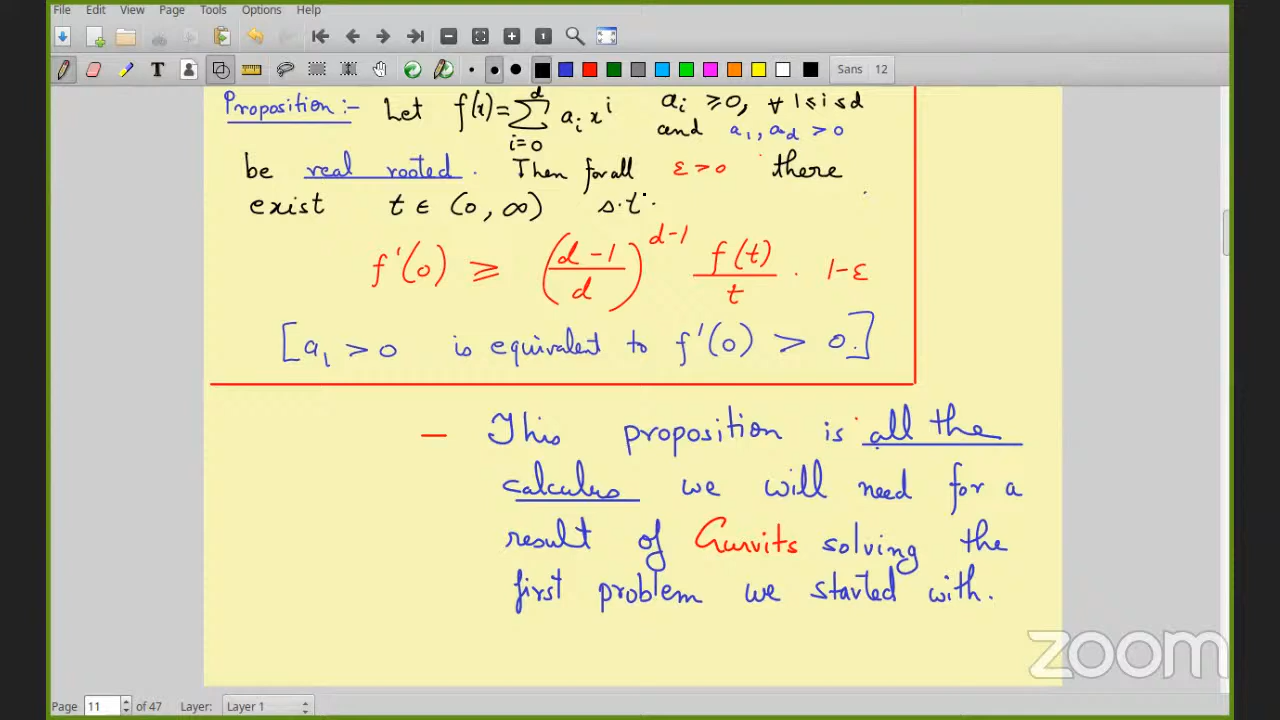 File Edit View Page Tools Options Help
Sans 12
Proposition :- Let f(x) = ∑_{i=0}^{d} a_i x^i a_i ≥ 0, ∀ 1 ≤ i ≤ d
and a_1, a_d > 0
be real rooted. Then for all ε > 0 there
exist t ∈ (0, ∞) s.t.
f'(0) ≥ ((d-1)/d)^{d-1} f(t)/t · 1-ε
[a_1 > 0 is equivalent to f'(0) > 0.]
— This proposition is all the
calculus we will need for a
result of Gurvits solving the
first problem we started with.
zoom
Page 11 of 47 Layer: Layer 1